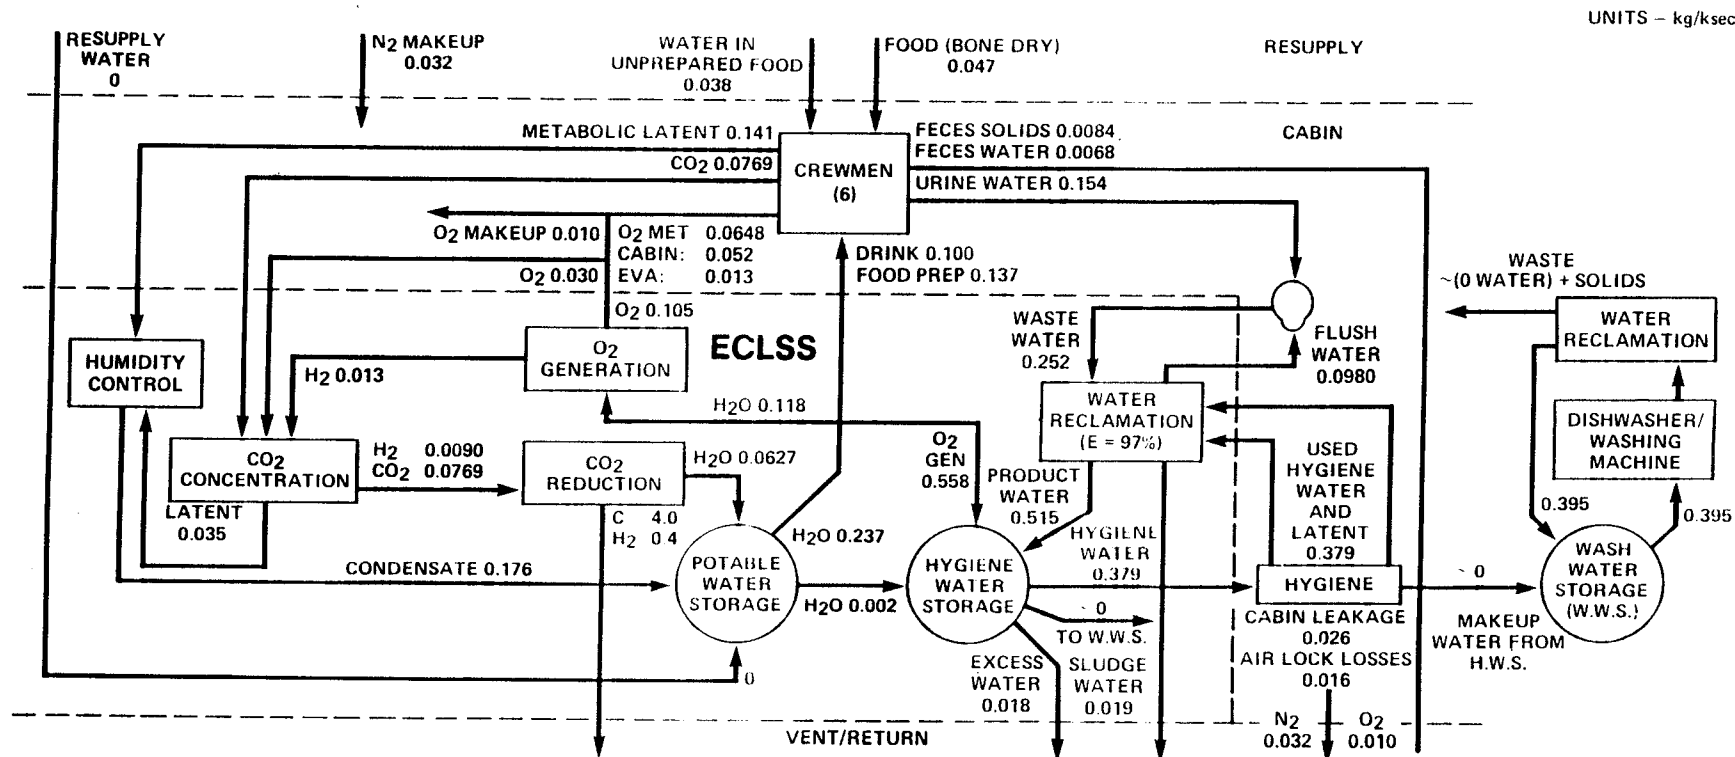 UNITS – kg/ksec
RESUPPLY
WATER
0
N2 MAKEUP
0.032
WATER IN
UNPREPARED FOOD
0.038
FOOD (BONE DRY)
0.047
RESUPPLY
METABOLIC LATENT 0.141
CO2 0.0769
CREWMEN
(6)
FECES SOLIDS 0.0084
FECES WATER 0.0068
URINE WATER 0.154
CABIN
O2 MAKEUP 0.010
O2 0.030
O2 MET 0.0648
CABIN: 0.052
EVA: 0.013
DRINK 0.100
FOOD PREP 0.137
WASTE
~(0 WATER) + SOLIDS
O2 0.105
ECLSS
HUMIDITY
CONTROL
O2
GENERATION
H2 0.013
WASTE
WATER
0.252
FLUSH
WATER
0.0980
WATER
RECLAMATION
H2O 0.118
WATER
RECLAMATION
(E = 97%)
DISHWASHER/
WASHING
MACHINE
CO2
CONCENTRATION
H2 0.0090
CO2 0.0769
CO2
REDUCTION
H2O 0.0627
O2
GEN
0.558
PRODUCT
WATER
0.515
USED
HYGIENE
WATER
AND
LATENT
0.379
0.395
0.395
LATENT
0.035
C 4.0
H2 0.4
H2O 0.237
HYGIENE
WATER
0.379
CONDENSATE 0.176
POTABLE
WATER
STORAGE
H2O 0.002
HYGIENE
WATER
STORAGE
HYGIENE
~0
WASH
WATER
STORAGE
(W.W.S.)
~0
TO W.W.S.
CABIN LEAKAGE
0.026
AIR LOCK LOSSES
0.016
MAKEUP
WATER FROM
H.W.S.
0
EXCESS
WATER
0.018
SLUDGE
WATER
0.019
VENT/RETURN
N2
0.032
O2
0.010